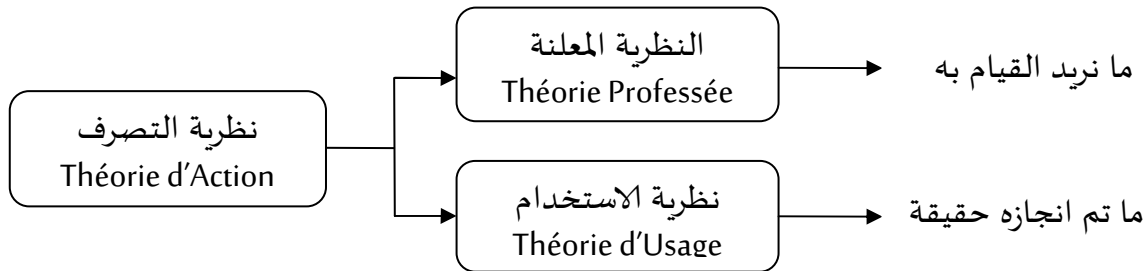 النظرية المعلنة
Théorie Professée
ما نريد القيام به
نظرية التصرف
Théorie d’Action
نظرية الاستخدام
Théorie d’Usage
ما تم انجازه حقيقة